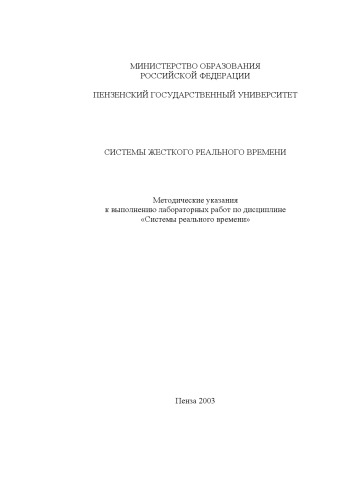 МИНИСТЕРСТВО ОБРАЗОВАНИЯ
РОССИЙСКОЙ ФЕДЕРАЦИИ
ПЕНЗЕНСКИЙ ГОСУДАРСТВЕННЫЙ УНИВЕРСИТЕТ
СИСТЕМЫ ЖЕСТКОГО РЕАЛЬНОГО ВРЕМЕНИ
Методические указания
к выполнению лабораторных работ по дисциплине
«Системы реального времени»
Пенза 2003